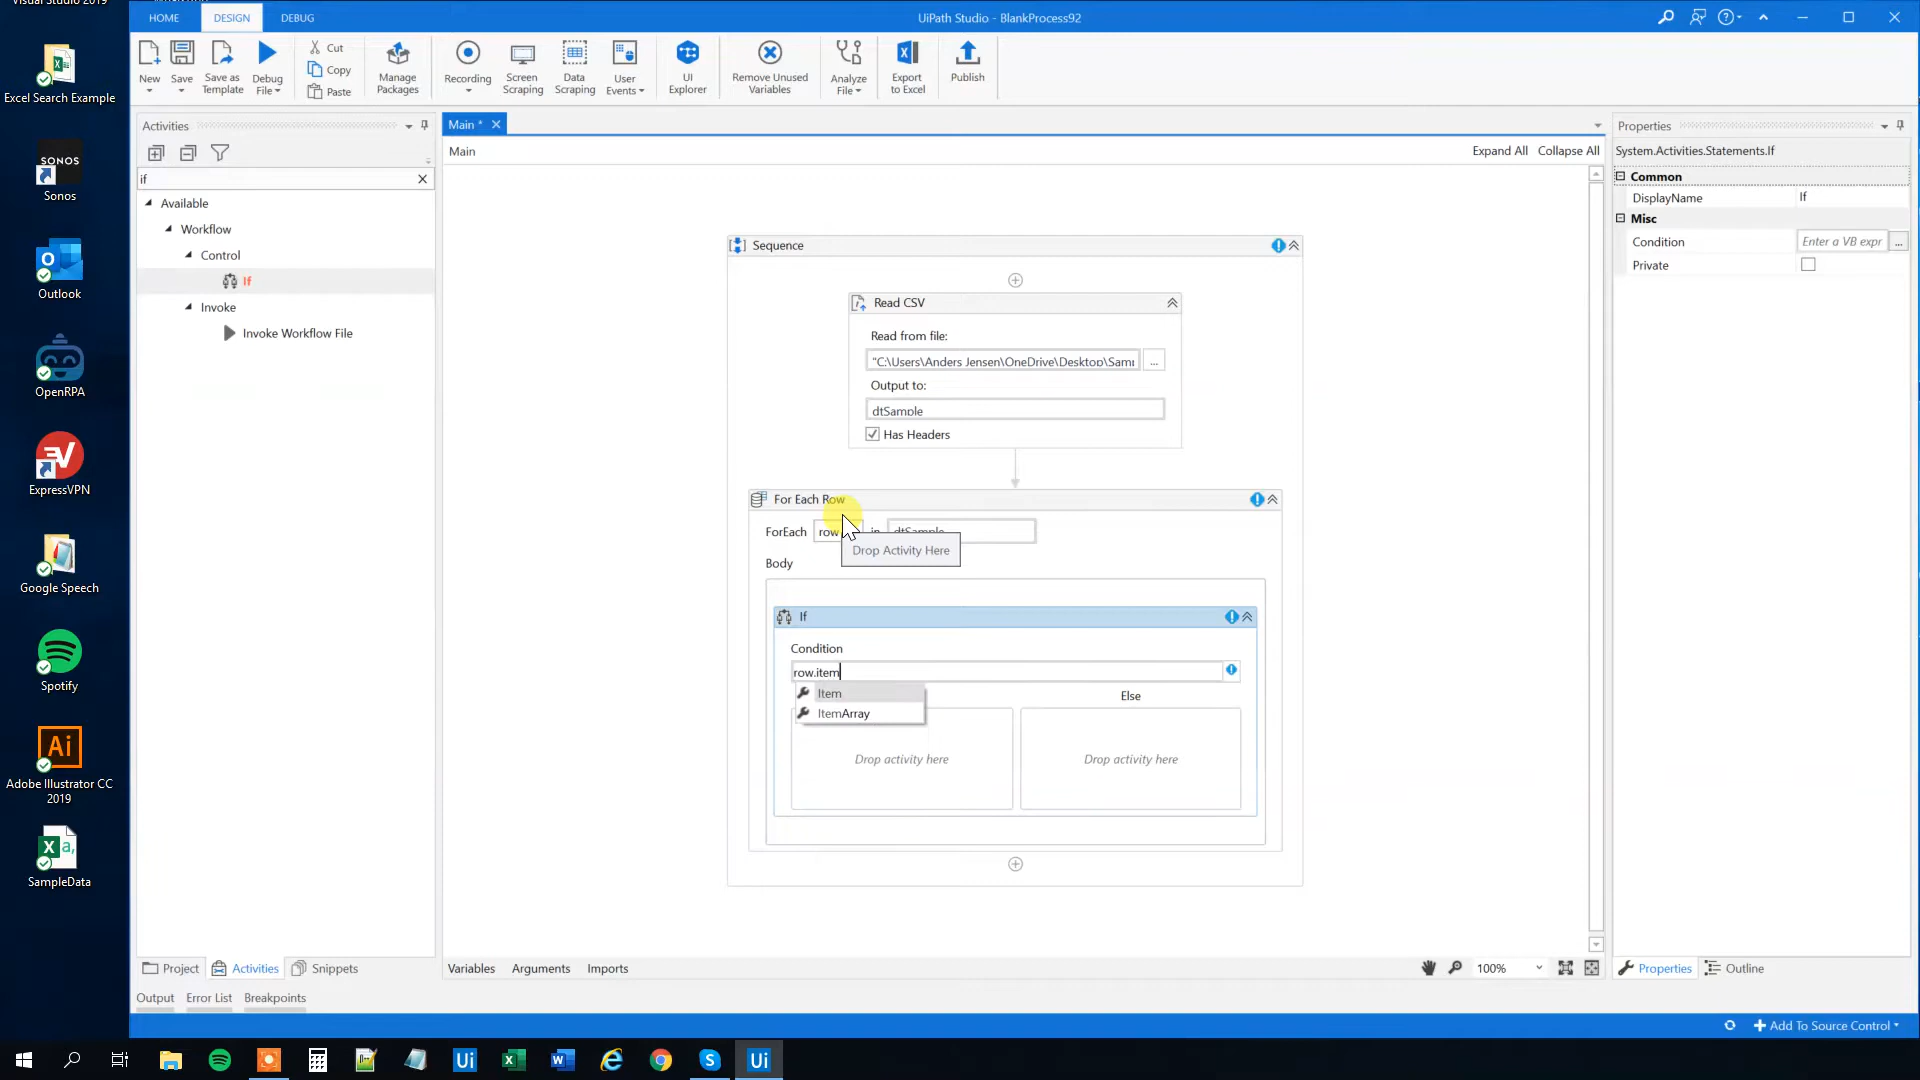 Visual Studio 2019
HOME
DESIGN
DEBUG
UiPath Studio - BlankProcess92
New
Save
Save as
Template
Debug
File
Cut
Copy
Paste
Manage
Packages
Recording
Screen
Scraping
Data
Scraping
User
Events
UI
Explorer
Remove Unused
Variables
Analyze
File
Export
to Excel
Publish
Excel Search Example
SONOS
Sonos
Outlook
OpenRPA
ExpressVPN
Google Speech
Spotify
Ai
Adobe Illustrator CC
2019
X a,
SampleData
Activities
if
Available
Workflow
Control
If
Invoke
Invoke Workflow File
Main *
Main
Expand All
Collapse All
Sequence
Read CSV
Read from file:
"C:\Users\Anders Jensen\OneDrive\Desktop\Sam
...
Output to:
dtSample
Has Headers
For Each Row
ForEach
row
in
dtSample
Drop Activity Here
Body
If
Condition
row.item
Item
ItemArray
Else
Drop activity here
Drop activity here
Properties
System.Activities.Statements.If
Common
DisplayName
If
Misc
Condition
Enter a VB expr
...
Private
Project
Activities
Snippets
Variables
Arguments
Imports
100%
Properties
Outline
Output
Error List
Breakpoints
Add To Source Control
Ui
Ui